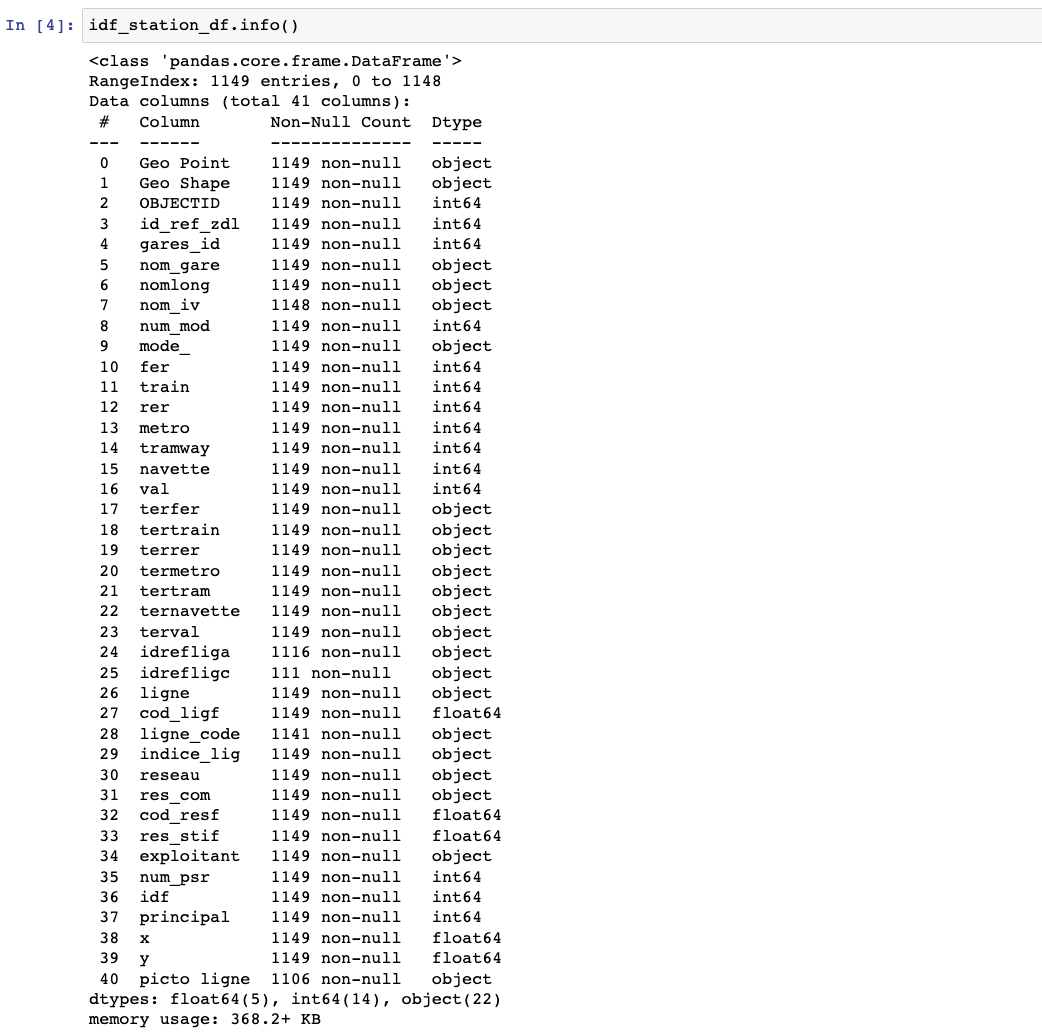 In [4]: idf_station_df.info()
<class 'pandas.core.frame.DataFrame'>
RangeIndex: 1149 entries, 0 to 1148
Data columns (total 41 columns):
 #   Column       Non-Null Count  Dtype
---  ------       --------------  -----
 0   Geo Point    1149 non-null   object
 1   Geo Shape    1149 non-null   object
 2   OBJECTID     1149 non-null   int64
 3   id_ref_zdl   1149 non-null   int64
 4   gares_id     1149 non-null   int64
 5   nom_gare     1149 non-null   object
 6   nomlong      1149 non-null   object
 7   nom_iv       1148 non-null   object
 8   num_mod      1149 non-null   int64
 9   mode_        1149 non-null   object
 10  fer          1149 non-null   int64
 11  train        1149 non-null   int64
 12  rer          1149 non-null   int64
 13  metro        1149 non-null   int64
 14  tramway      1149 non-null   int64
 15  navette      1149 non-null   int64
 16  val          1149 non-null   int64
 17  terfer       1149 non-null   object
 18  tertrain     1149 non-null   object
 19  terrer       1149 non-null   object
 20  termetro     1149 non-null   object
 21  tertram      1149 non-null   object
 22  ternavette   1149 non-null   object
 23  terval       1149 non-null   object
 24  idrefliga    1116 non-null   object
 25  idrefligc    111 non-null    object
 26  ligne        1149 non-null   object
 27  cod_ligf     1149 non-null   float64
 28  ligne_code   1141 non-null   object
 29  indice_lig   1149 non-null   object
 30  reseau       1149 non-null   object
 31  res_com      1149 non-null   object
 32  cod_resf     1149 non-null   float64
 33  res_stif     1149 non-null   float64
 34  exploitant   1149 non-null   object
 35  num_psr      1149 non-null   int64
 36  idf          1149 non-null   int64
 37  principal    1149 non-null   int64
 38  x            1149 non-null   float64
 39  y            1149 non-null   float64
 40  picto ligne  1106 non-null   object
dtypes: float64(5), int64(14), object(22)
memory usage: 368.2+ KB